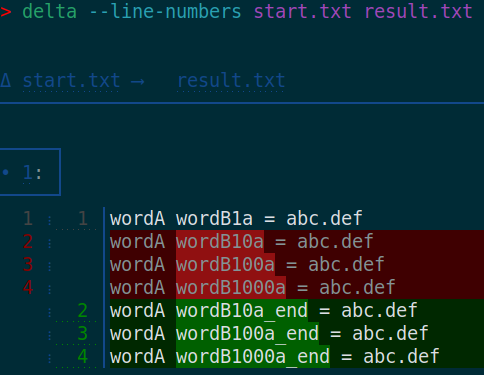 > delta --line-numbers start.txt result.txt
Δ start.txt ⟶ result.txt
• 1:
1 ⋮ 1 │wordA wordB1a = abc.def
2 ⋮ │wordA wordB10a = abc.def
3 ⋮ │wordA wordB100a = abc.def
4 ⋮ │wordA wordB1000a = abc.def
⋮ 2 │wordA wordB10a_end = abc.def
⋮ 3 │wordA wordB100a_end = abc.def
⋮ 4 │wordA wordB1000a_end = abc.def